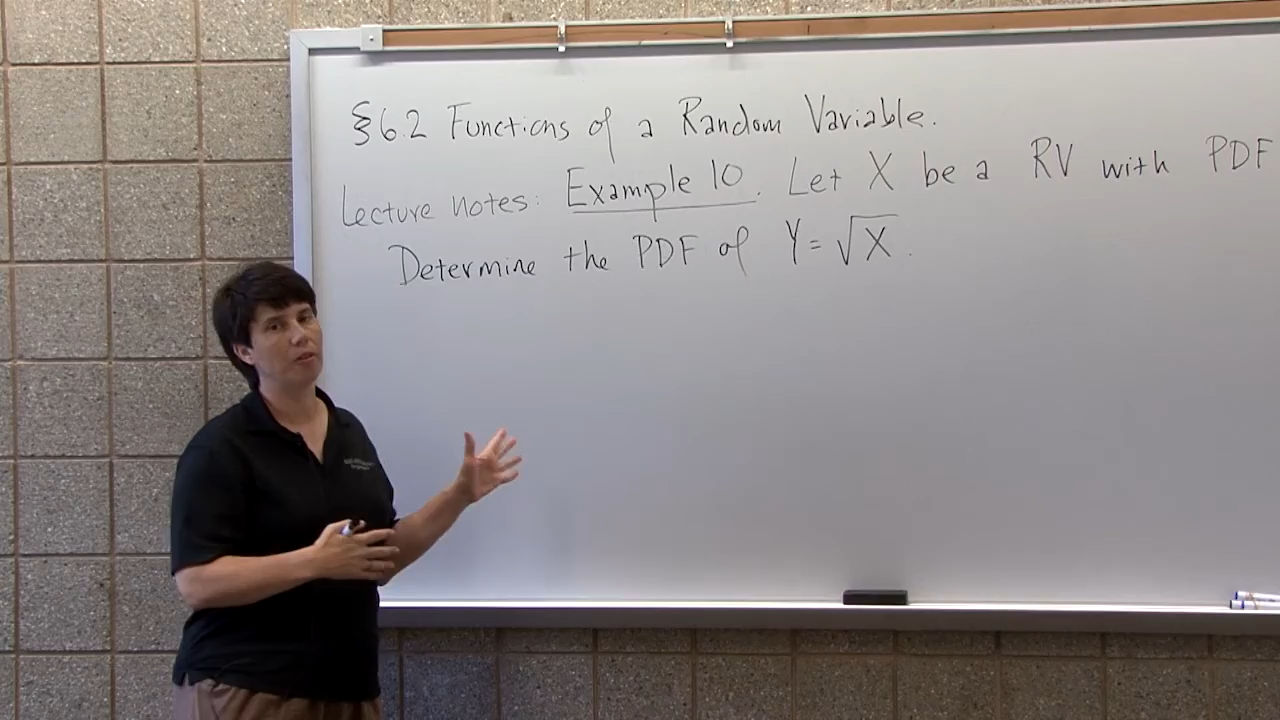 §6.2 Functions of a Random Variable.
Lecture notes: Example 10. Let X be a RV with PDF
Determine the PDF of Y = √X.